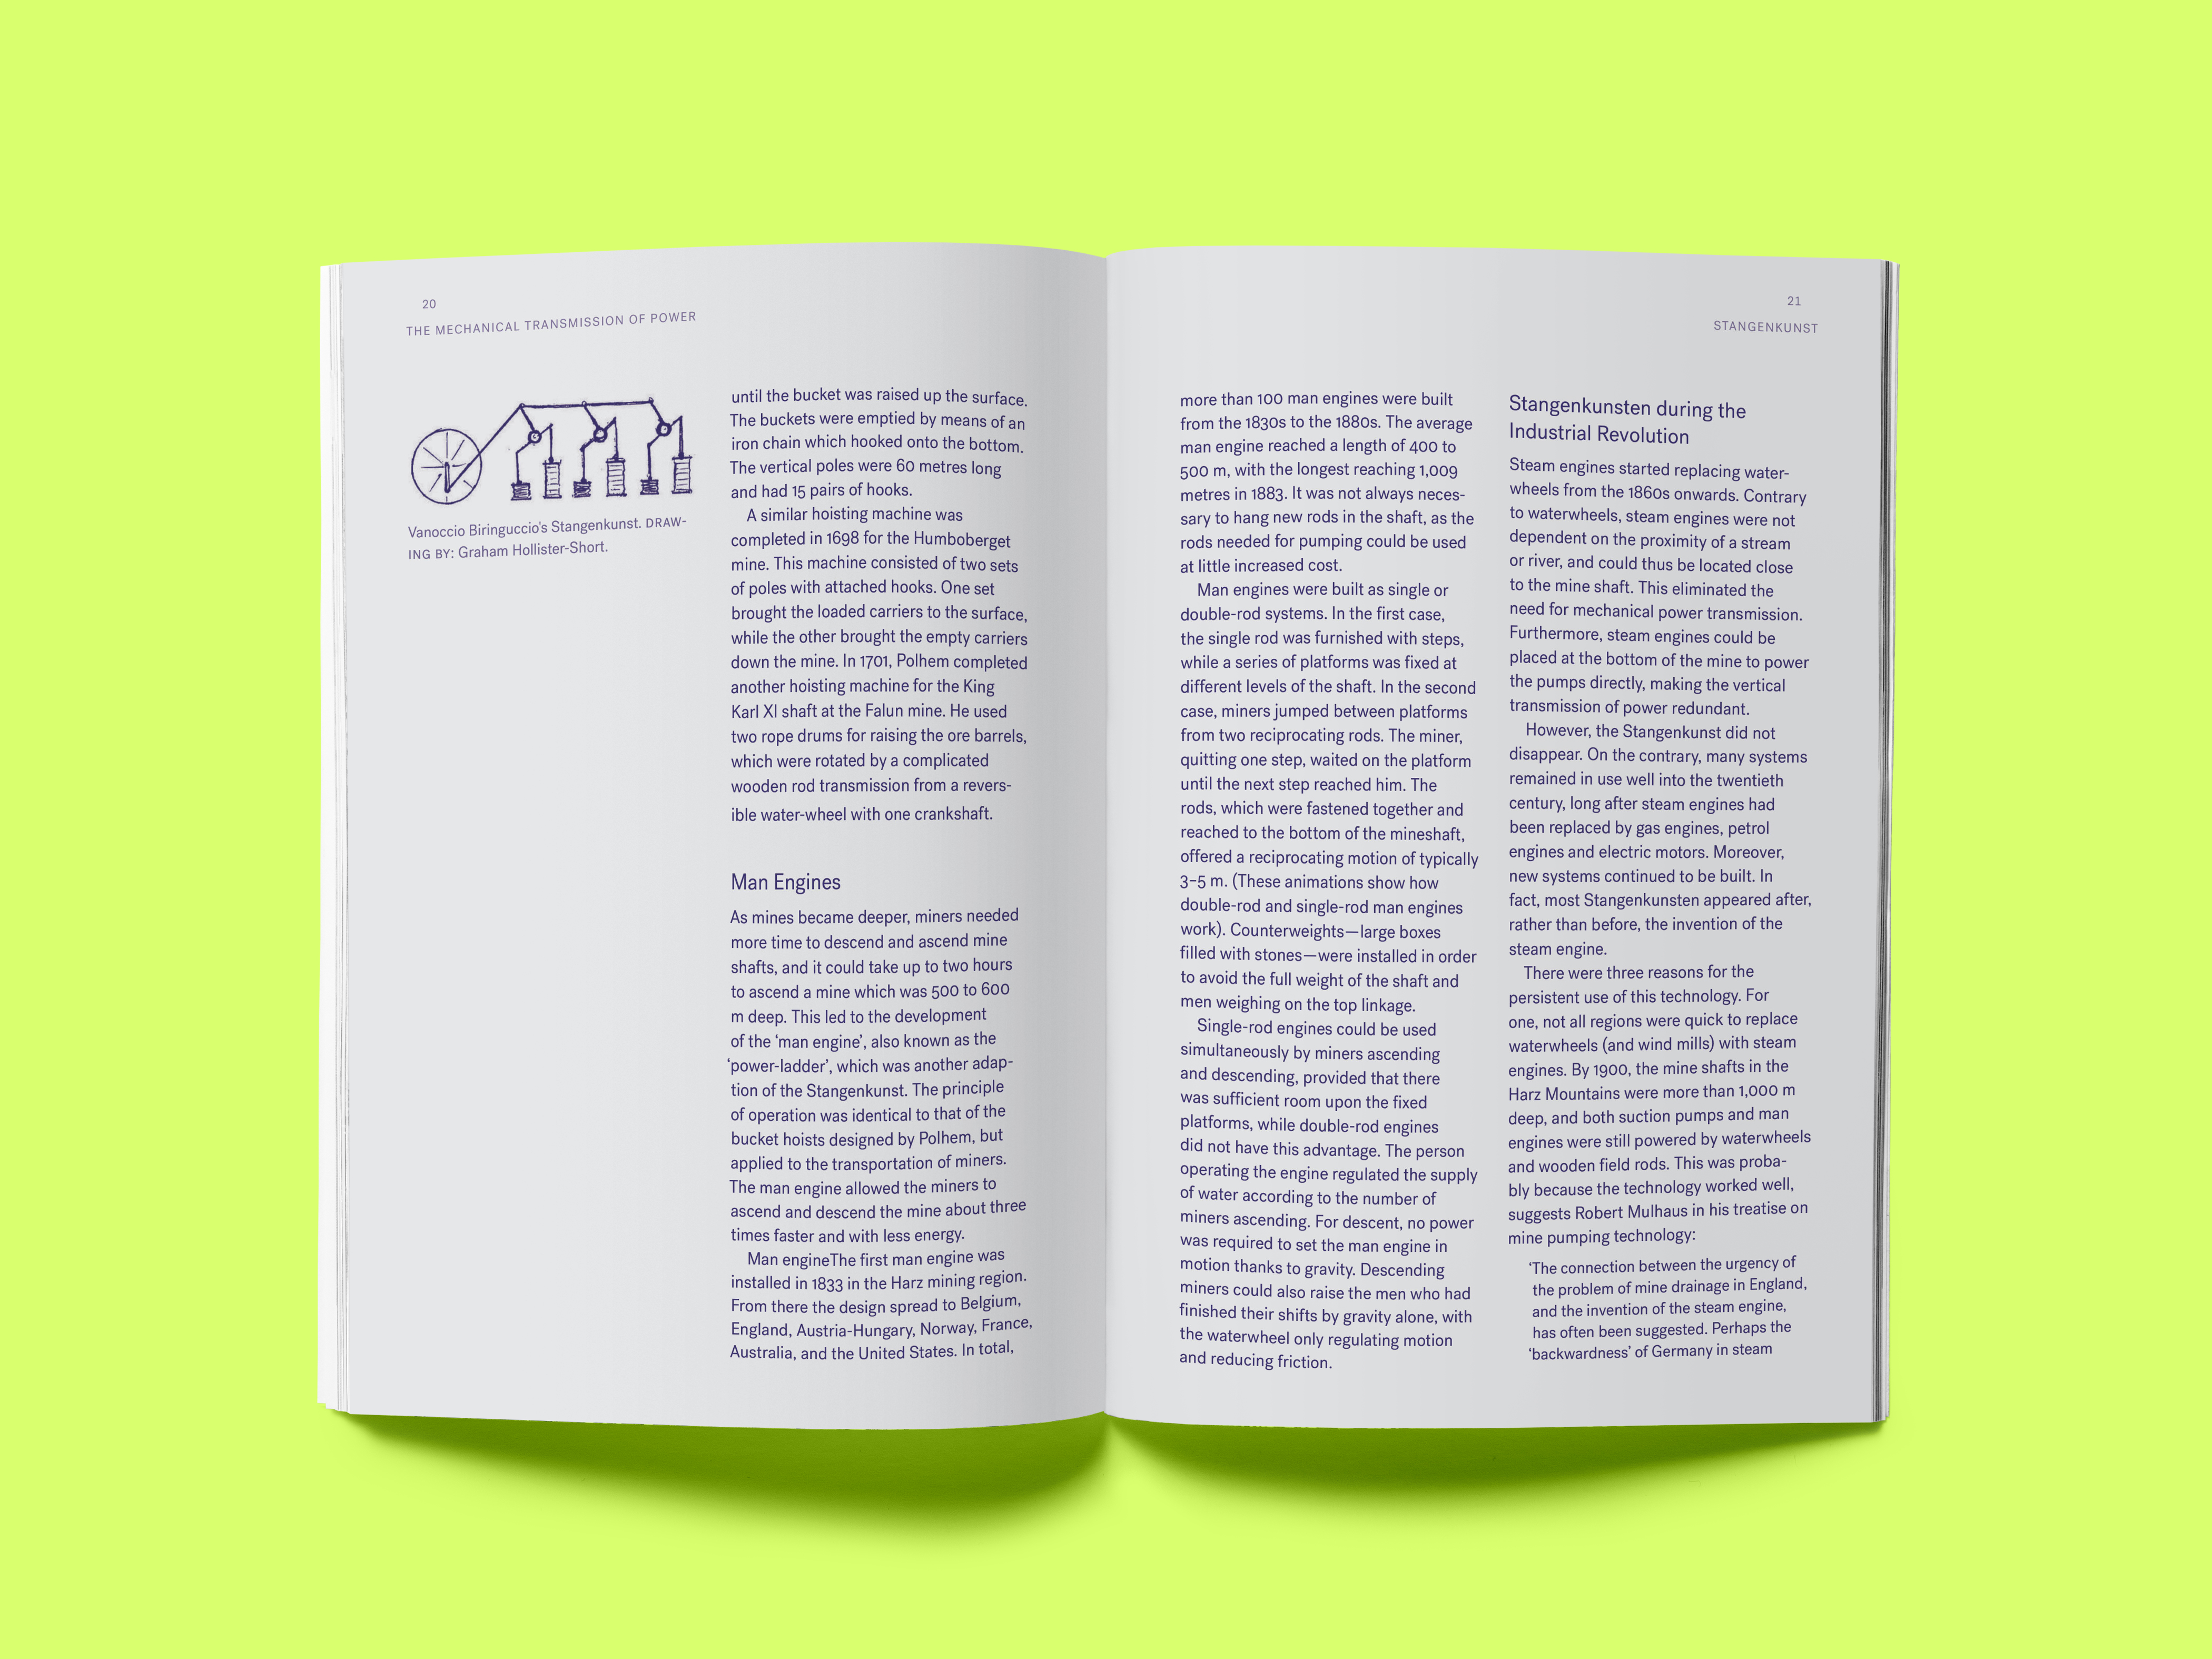 20
THE MECHANICAL TRANSMISSION OF POWER
Vanoccio Biringuccio's Stangenkunst. DRAW-
ING BY: Graham Hollister-Short.
until the bucket was raised up the surface.
The buckets were emptied by means of an
iron chain which hooked onto the bottom.
The vertical poles were 60 metres long
and had 15 pairs of hooks.
A similar hoisting machine was
completed in 1698 for the Humboberget
mine. This machine consisted of two sets
of poles with attached hooks. One set
brought the loaded carriers to the surface,
while the other brought the empty carriers
down the mine. In 1701, Polhem completed
another hoisting machine for the King
Karl XI shaft at the Falun mine. He used
two rope drums for raising the ore barrels,
which were rotated by a complicated
wooden rod transmission from a revers-
ible water-wheel with one crankshaft.
Man Engines
As mines became deeper, miners needed
more time to descend and ascend mine
shafts, and it could take up to two hours
to ascend a mine which was 500 to 600
m deep. This led to the development
of the ‘man engine’, also known as the
‘power-ladder’, which was another adap-
tion of the Stangenkunst. The principle
of operation was identical to that of the
bucket hoists designed by Polhem, but
applied to the transportation of miners.
The man engine allowed the miners to
ascend and descend the mine about three
times faster and with less energy.
Man engineThe first man engine was
installed in 1833 in the Harz mining region.
From there the design spread to Belgium,
England, Austria-Hungary, Norway, France,
Australia, and the United States. In total,
21
STANGENKUNST
more than 100 man engines were built
from the 1830s to the 1880s. The average
man engine reached a length of 400 to
500 m, with the longest reaching 1,009
metres in 1883. It was not always neces-
sary to hang new rods in the shaft, as the
rods needed for pumping could be used
at little increased cost.
Man engines were built as single or
double-rod systems. In the first case,
the single rod was furnished with steps,
while a series of platforms was fixed at
different levels of the shaft. In the second
case, miners jumped between platforms
from two reciprocating rods. The miner,
quitting one step, waited on the platform
until the next step reached him. The
rods, which were fastened together and
reached to the bottom of the mineshaft,
offered a reciprocating motion of typically
3–5 m. (These animations show how
double-rod and single-rod man engines
work). Counterweights—large boxes
filled with stones—were installed in order
to avoid the full weight of the shaft and
men weighing on the top linkage.
Single-rod engines could be used
simultaneously by miners ascending
and descending, provided that there
was sufficient room upon the fixed
platforms, while double-rod engines
did not have this advantage. The person
operating the engine regulated the supply
of water according to the number of
miners ascending. For descent, no power
was required to set the man engine in
motion thanks to gravity. Descending
miners could also raise the men who had
finished their shifts by gravity alone, with
the waterwheel only regulating motion
and reducing friction.
Stangenkunsten during the
Industrial Revolution
Steam engines started replacing water-
wheels from the 1860s onwards. Contrary
to waterwheels, steam engines were not
dependent on the proximity of a stream
or river, and could thus be located close
to the mine shaft. This eliminated the
need for mechanical power transmission.
Furthermore, steam engines could be
placed at the bottom of the mine to power
the pumps directly, making the vertical
transmission of power redundant.
However, the Stangenkunst did not
disappear. On the contrary, many systems
remained in use well into the twentieth
century, long after steam engines had
been replaced by gas engines, petrol
engines and electric motors. Moreover,
new systems continued to be built. In
fact, most Stangenkunsten appeared after,
rather than before, the invention of the
steam engine.
There were three reasons for the
persistent use of this technology. For
one, not all regions were quick to replace
waterwheels (and wind mills) with steam
engines. By 1900, the mine shafts in the
Harz Mountains were more than 1,000 m
deep, and both suction pumps and man
engines were still powered by waterwheels
and wooden field rods. This was proba-
bly because the technology worked well,
suggests Robert Mulhaus in his treatise on
mine pumping technology:
‘The connection between the urgency of
the problem of mine drainage in England,
and the invention of the steam engine,
has often been suggested. Perhaps the
‘backwardness’ of Germany in steam